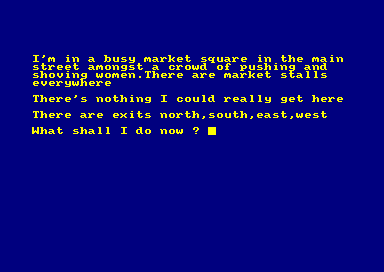 I'm in a busy market square in the main
street amongst a crowd of pushing and
shoving women.There are market stalls
everywhere
There's nothing I could really get here
There are exits north,south,east,west
What shall I do now ?